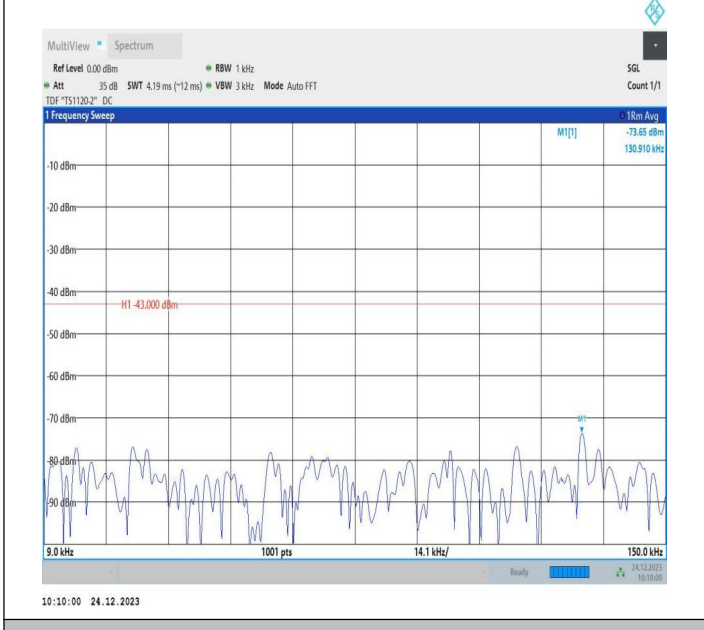 MultiView Spectrum
Ref Level 0.00 dBm RBW 1 kHz SGL
Att 35 dB SWT 4.19 ms (~12 ms) VBW 3 kHz Mode Auto FFT Count 1/1
TDF "TS1120-2" DC
1 Frequency Sweep 1Rm Avg
M1[1] -73.65 dBm
130.910 kHz
-10 dBm
-20 dBm
-30 dBm
-40 dBm
H1 -43.000 dBm
-50 dBm
-60 dBm
-70 dBm
M1
-80 dBm
-90 dBm
9.0 kHz 1001 pts 14.1 kHz/ 150.0 kHz
Ready 24.12.2023
10:10:00
10:10:00 24.12.2023